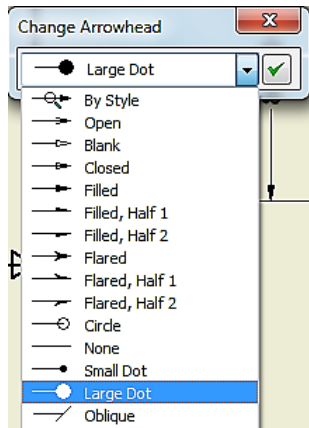 Change Arrowhead
Large Dot
By Style
Open
Blank
Closed
Filled
Filled, Half 1
Filled, Half 2
Flared
Flared, Half 1
Flared, Half 2
Circle
None
Small Dot
Large Dot
Oblique